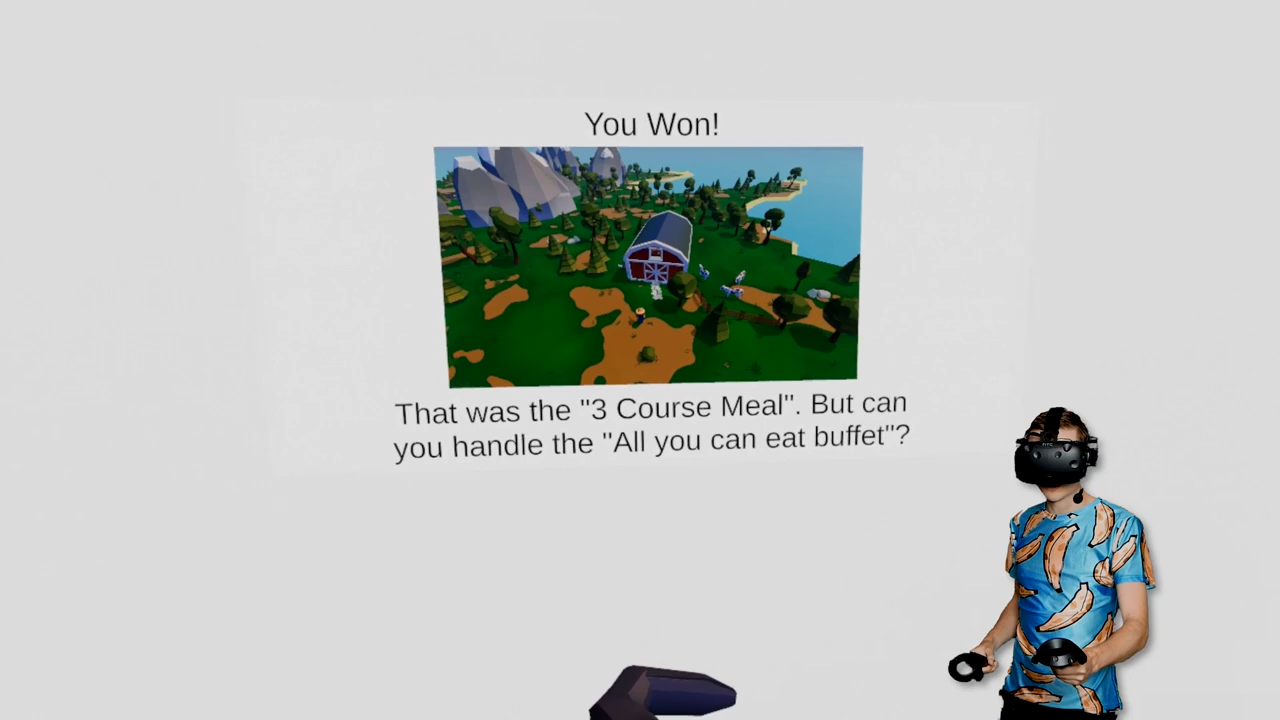 You Won!
That was the "3 Course Meal". But can
you handle the "All you can eat buffet"?